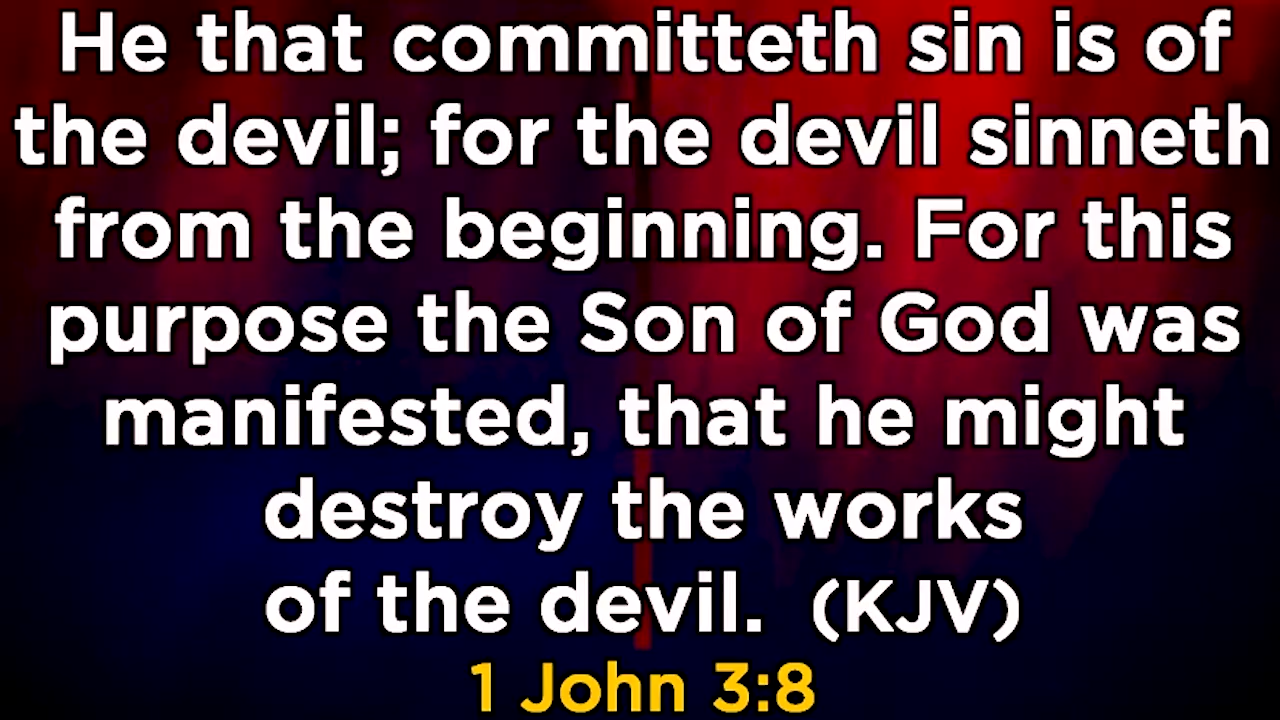 He that committeth sin is of
the devil; for the devil sinneth
from the beginning. For this
purpose the Son of God was
manifested, that he might
destroy the works
of the devil. (KJV)
1 John 3:8